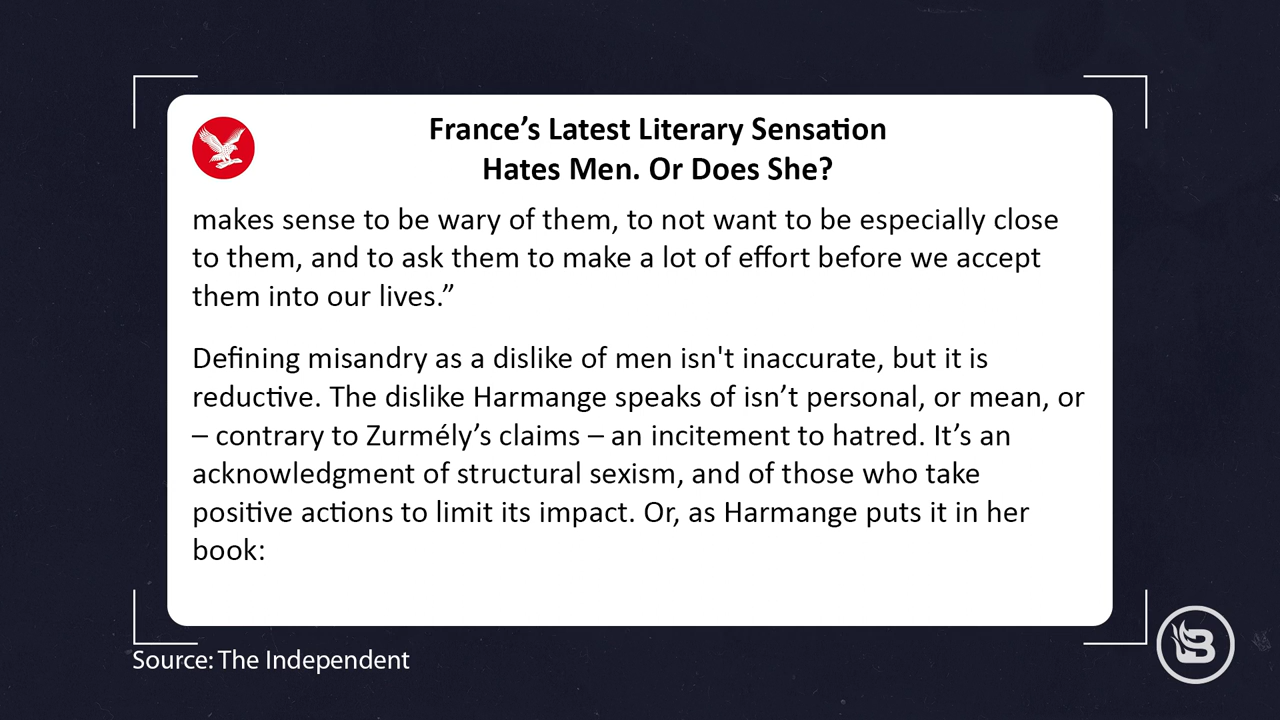 France’s Latest Literary Sensation
Hates Men. Or Does She?
makes sense to be wary of them, to not want to be especially close
to them, and to ask them to make a lot of effort before we accept
them into our lives.”
Defining misandry as a dislike of men isn't inaccurate, but it is
reductive. The dislike Harmange speaks of isn’t personal, or mean, or
– contrary to Zurmély’s claims – an incitement to hatred. It’s an
acknowledgment of structural sexism, and of those who take
positive actions to limit its impact. Or, as Harmange puts it in her
book:
Source: The Independent
B